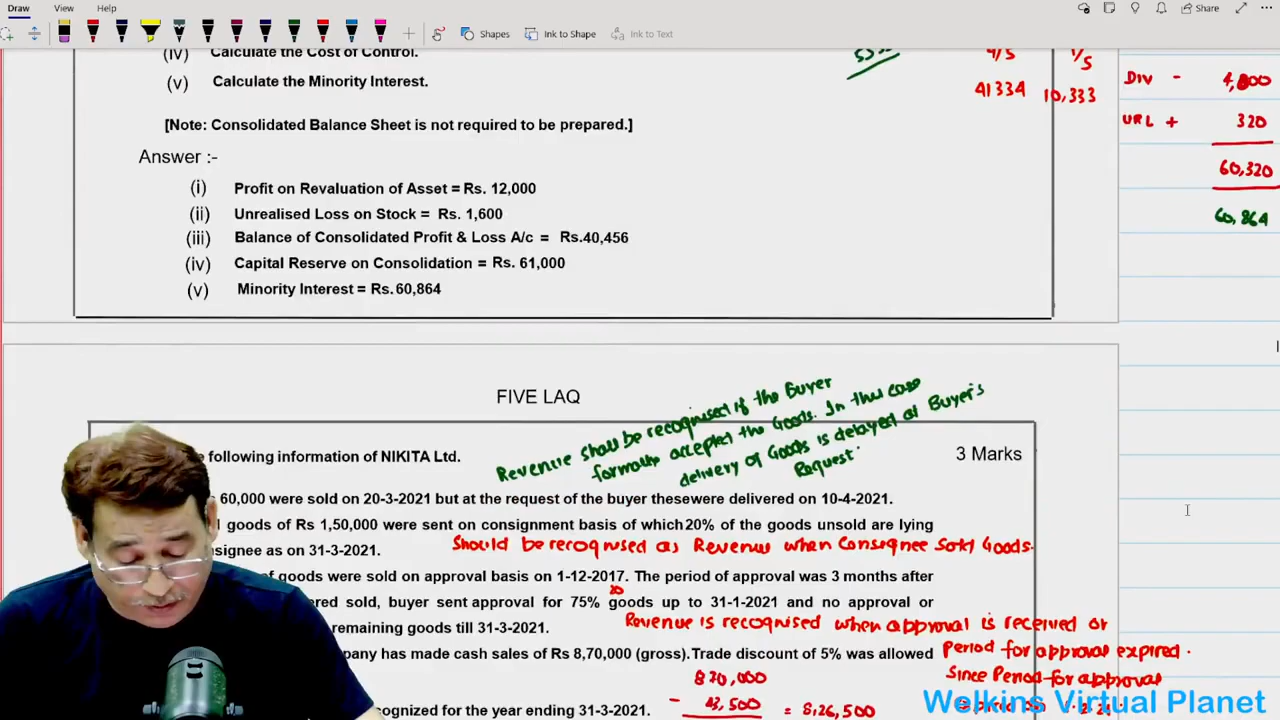 Draw View Help Share
Shapes Ink to Shape Ink to Text
(iv) Calculate the Cost of Control.
(v) Calculate the Minority Interest.
4/5 1/5
41334 10,333
DIV - 4,800
URL + 320
60,320
60,864
[Note: Consolidated Balance Sheet is not required to be prepared.]
Answer :-
(i) Profit on Revaluation of Asset = Rs. 12,000
(ii) Unrealised Loss on Stock = Rs. 1,600
(iii) Balance of Consolidated Profit & Loss A/c = Rs.40,456
(iv) Capital Reserve on Consolidation = Rs. 61,000
(v) Minority Interest = Rs.60,864
FIVE LAQ
Revenue should be recognised if the Buyer
formally accepted the Goods. In this case
delivery of Goods is delayed at Buyer's
Request.
e following information of NIKITA Ltd. 3 Marks
60,000 were sold on 20-3-2021 but at the request of the buyer thesewere delivered on 10-4-2021.
l goods of Rs 1,50,000 were sent on consignment basis of which 20% of the goods unsold are lying
signee as on 31-3-2021.
Should be recognised as Revenue when Consignee Sold Goods.
of goods were sold on approval basis on 1-12-2017. The period of approval was 3 months after
20
ered sold, buyer sent approval for 75% goods up to 31-1-2021 and no approval or
remaining goods till 31-3-2021.
Revenue is recognised when approval is received or
Period for approval expired.
pany has made cash sales of Rs 8,70,000 (gross).Trade discount of 5% was allowed
Since Period for approval
870,000
- 43,500 = 8,26,500
cognized for the year ending 31-3-2021.
Welkins Virtual Planet